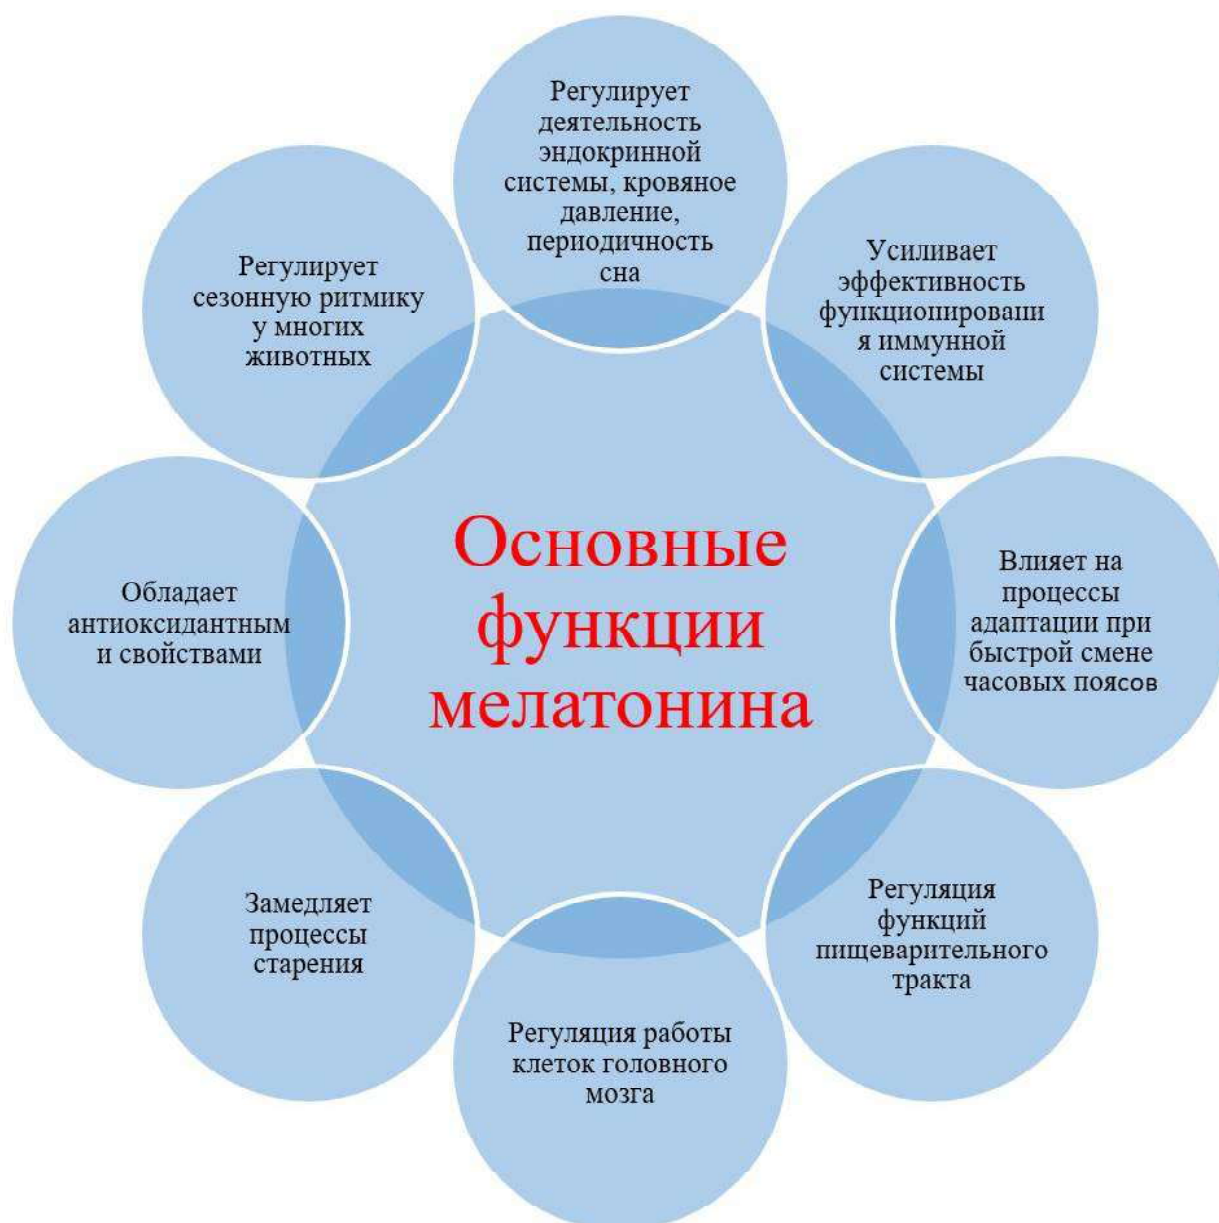 Регулирует
деятельность
эндокринной
системы, кровяное
давление,
периодичность
сна
Усиливает
эффективность
функционировани
я иммунной
системы
Влияет на
процессы
адаптации при
быстрой смене
часовых поясов
Регуляция
функций
пищеварительного
тракта
Регуляция работы
клеток головного
мозга
Замедляет
процессы
старения
Обладает
антиоксидантным
и свойствами
Регулирует
сезонную ритмику
у многих
животных
Основные
функции
мелатонина